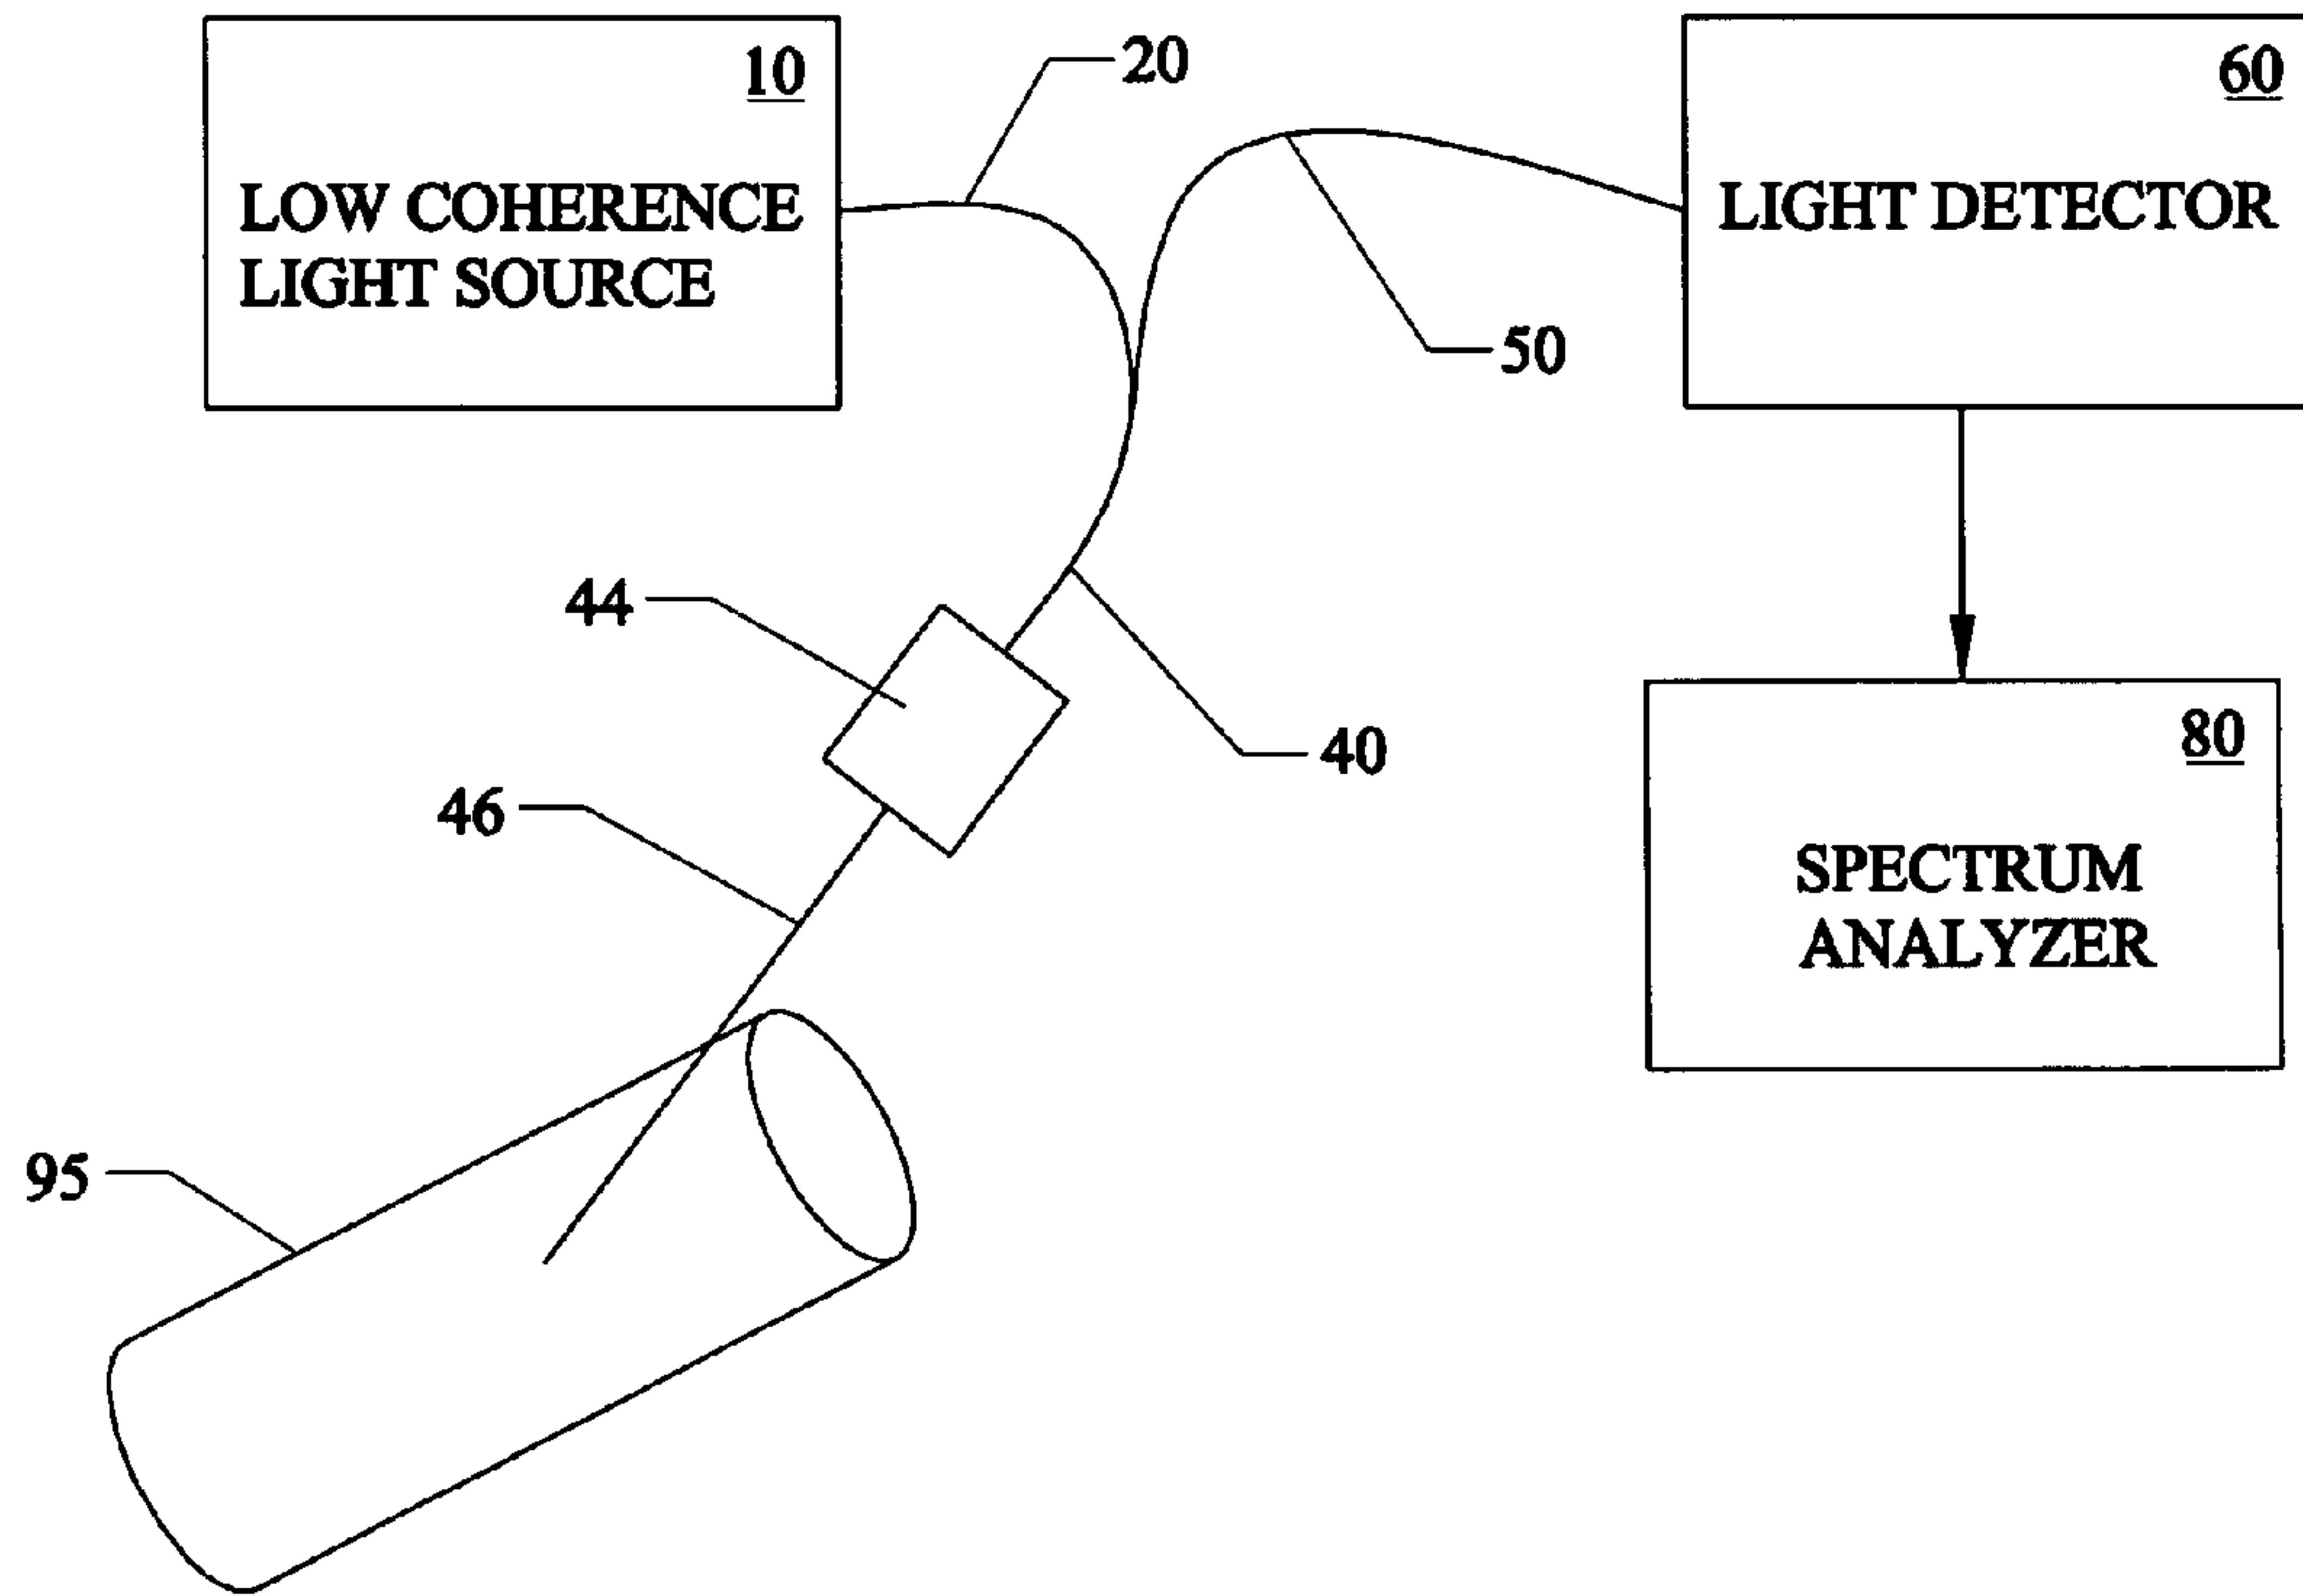 10
LOW COHERENCE
LIGHT SOURCE
20
60
LIGHT DETECTOR
50
44
40
80
SPECTRUM
ANALYZER
46
95